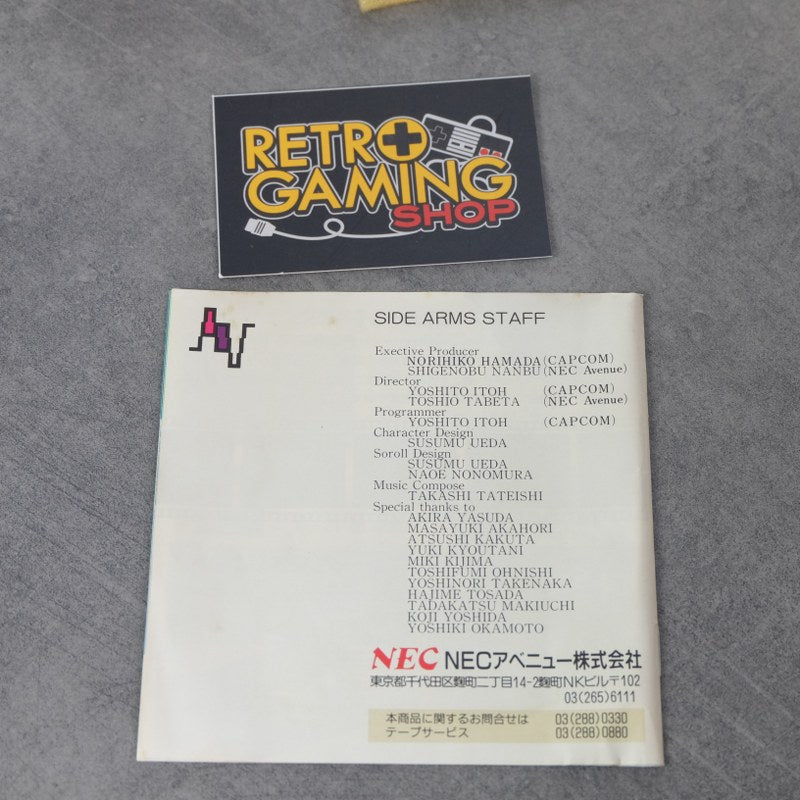 RETRO
GAMING
SHOP
AV
SIDE ARMS STAFF
Exective Producer
NORIHIKO HAMADA (CAPCOM)
SHIGENOBU NANBU (NEC Avenue)
Director
YOSHITO ITOH (CAPCOM)
TOSHIO TABETA (NEC Avenue)
Programmer
YOSHITO ITOH (CAPCOM)
Character Design
SUSUMU UEDA
Soroll Design
SUSUMU UEDA
NAOE NONOMURA
Music Compose
TAKASHI TATEISHI
Special thanks to
AKIRA YASUDA
MASAYUKI AKAHORI
ATSUSHI KAKUTA
YUKI KYOUTANI
MIKI KIJIMA
TOSHIFUMI OHNISHI
YOSHINORI TAKENAKA
HAJIME TOSADA
TADAKATSU MAKIUCHI
KOJI YOSHIDA
YOSHIKI OKAMOTO
NEC NECアベニュー株式会社
東京都千代田区麹町二丁目14-2麹町NKビル〒102
03(265)6111
本商品に関するお問合せは 03(288)0330
テープサービス 03(288)0880